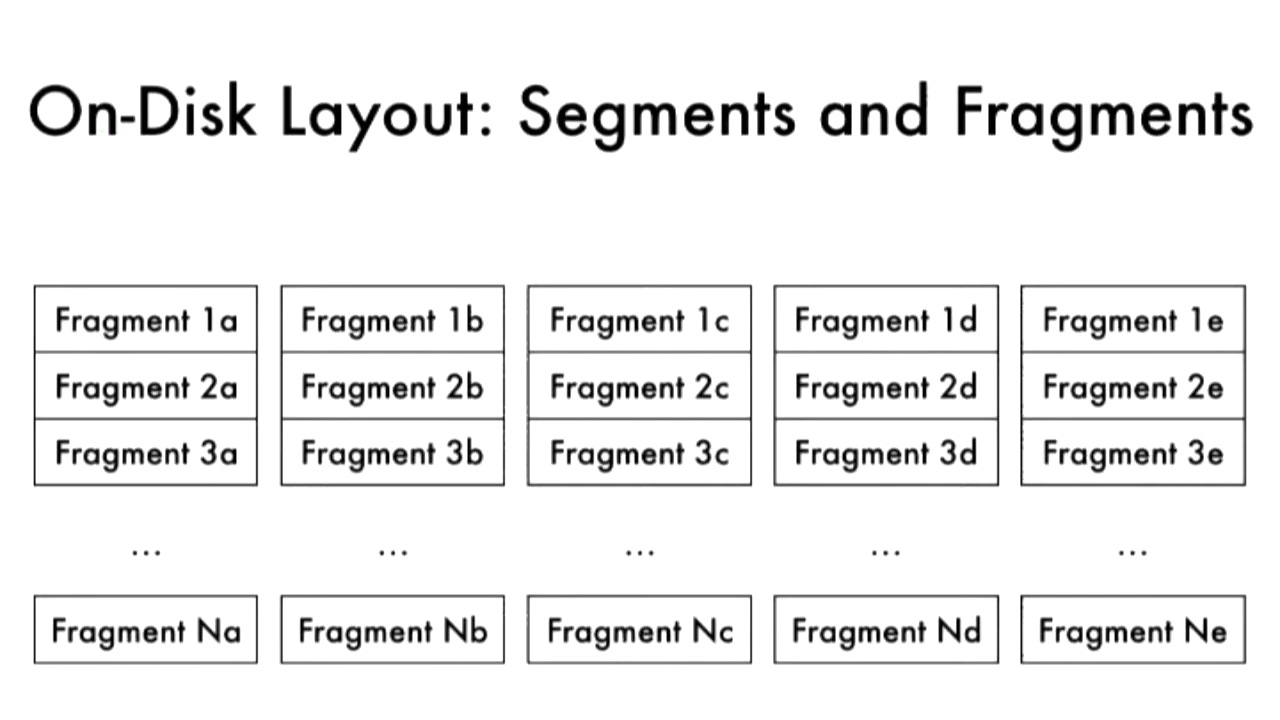 On-Disk Layout: Segments and Fragments
Fragment 1a Fragment 1b Fragment 1c Fragment 1d Fragment 1e
Fragment 2a Fragment 2b Fragment 2c Fragment 2d Fragment 2e
Fragment 3a Fragment 3b Fragment 3c Fragment 3d Fragment 3e
... ... ... ... ...
Fragment Na Fragment Nb Fragment Nc Fragment Nd Fragment Ne